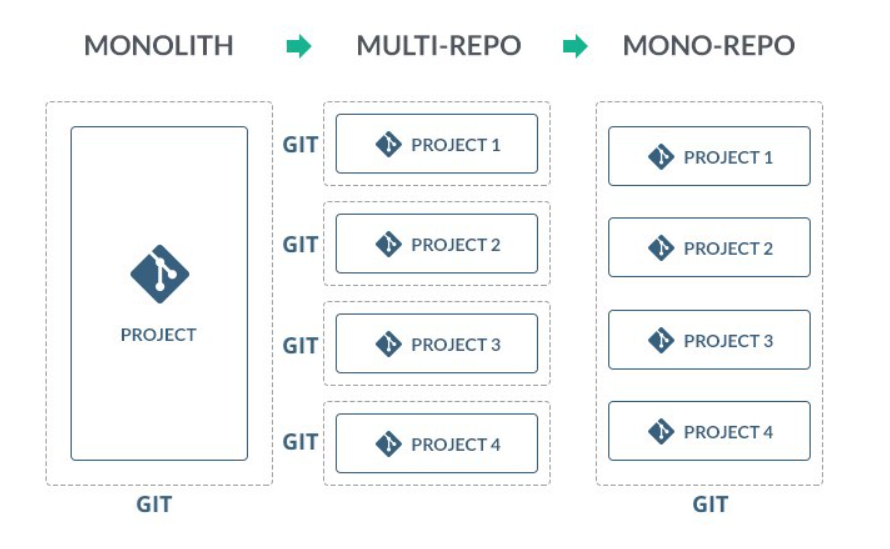 MONOLITH
MULTI-REPO
MONO-REPO
PROJECT
GIT
GIT
PROJECT 1
GIT
PROJECT 2
GIT
PROJECT 3
GIT
PROJECT 4
PROJECT 1
PROJECT 2
PROJECT 3
PROJECT 4
GIT